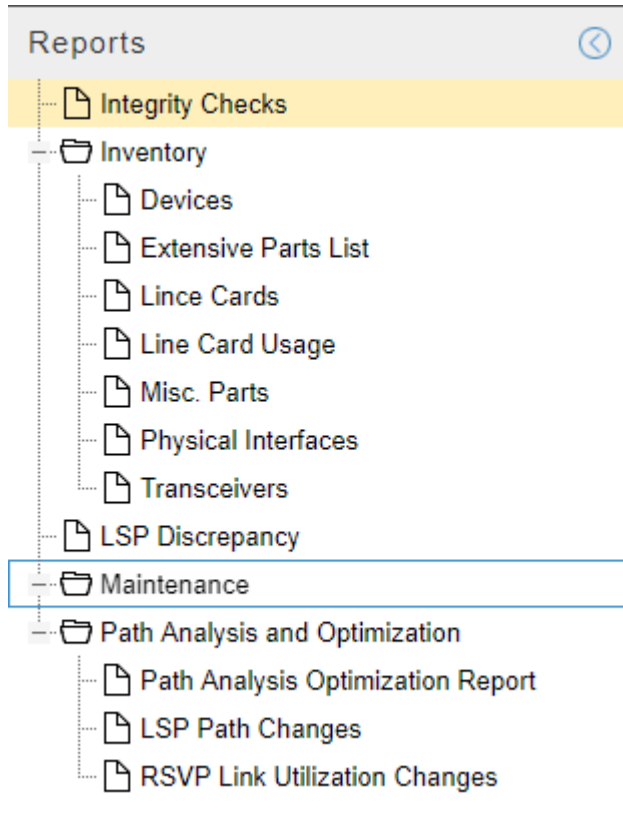 Reports
Integrity Checks
Inventory
Devices
Extensive Parts List
Lince Cards
Line Card Usage
Misc. Parts
Physical Interfaces
Transceivers
LSP Discrepancy
Maintenance
Path Analysis and Optimization
Path Analysis Optimization Report
LSP Path Changes
RSVP Link Utilization Changes